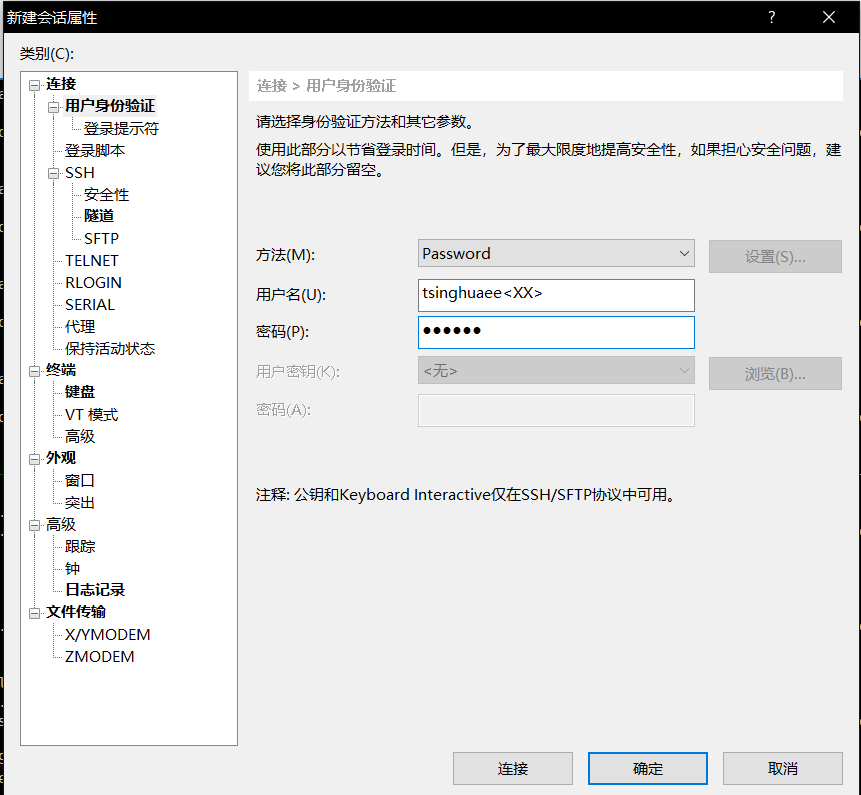 新建会话属性
?
类别(C):
连接
用户身份验证
登录提示符
登录脚本
SSH
安全性
隧道
SFTP
TELNET
RLOGIN
SERIAL
代理
保持活动状态
终端
键盘
VT 模式
高级
外观
窗口
突出
高级
跟踪
钟
日志记录
文件传输
X/YMODEM
ZMODEM
连接 > 用户身份验证
请选择身份验证方法和其它参数。
使用此部分以节省登录时间。但是，为了最大限度地提高安全性，如果担心安全问题，建
议您将此部分留空。
方法(M):
Password
设置(S)...
用户名(U):
tsinghuaee<XX>
密码(P):
●●●●●●
用户密钥(K):
<无>
浏览(B)...
密码(A):
注释: 公钥和Keyboard Interactive仅在SSH/SFTP协议中可用。
连接
确定
取消